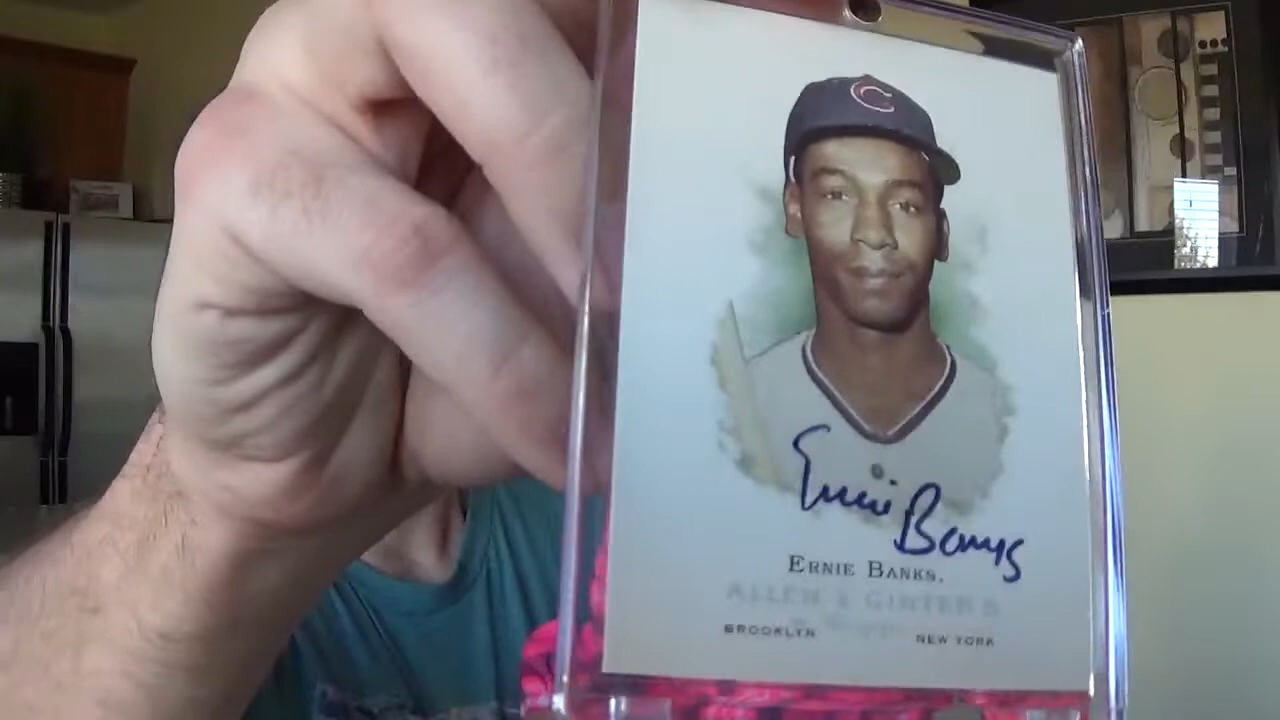 C
Ernie Banks
ERNIE BANKS.
ALLEN & GINTER'S
BROOKLYN NEW YORK